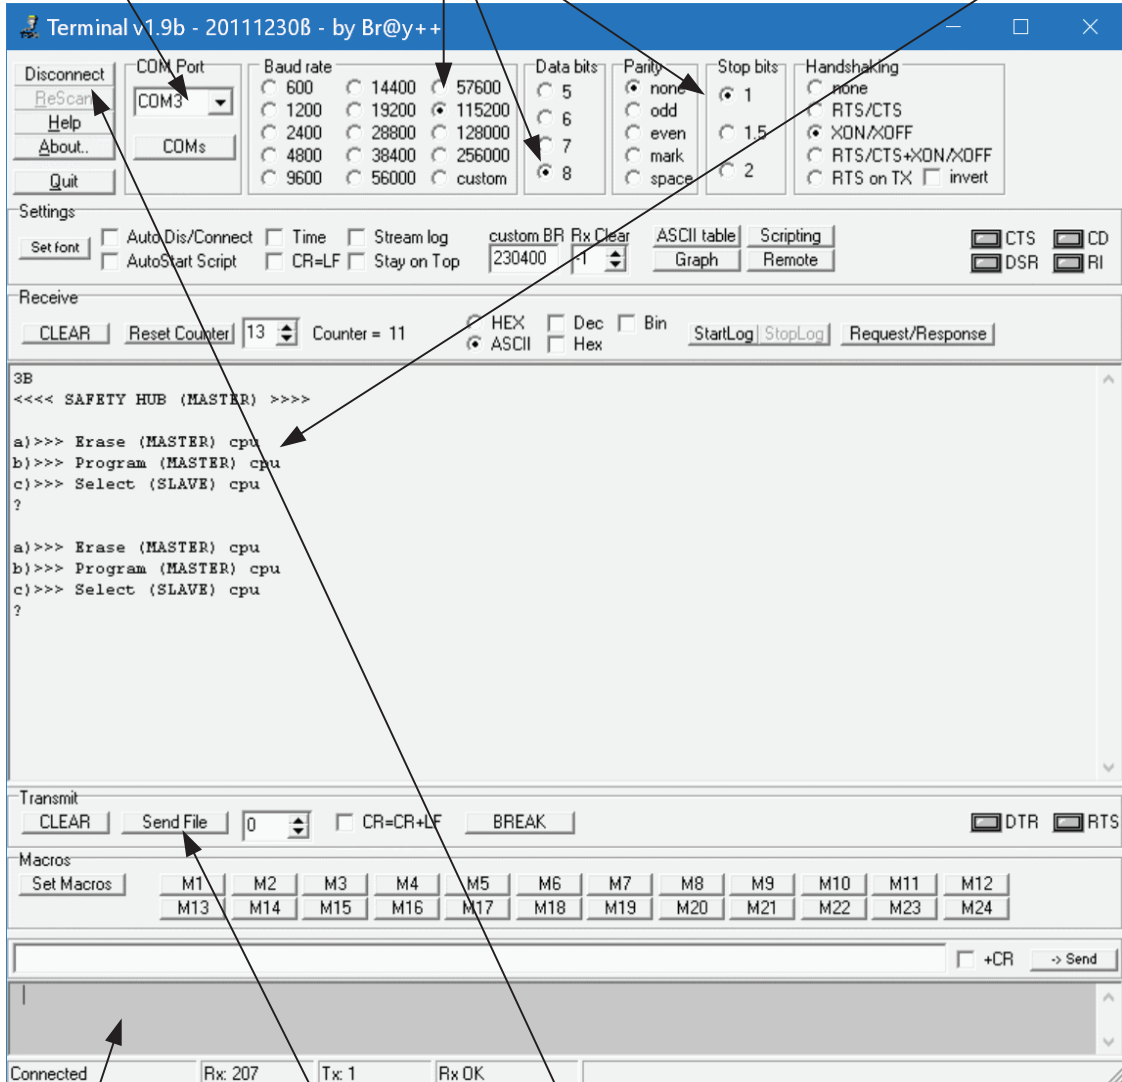 Terminal v1.9b - 20111230ß - by Br@y++
Disconnect
ReScan
Help
About..
Quit
COM Port
COM3
COMs
Baud rate
600 14400 57600
1200 19200 115200
2400 28800 128000
4800 38400 256000
9600 56000 custom
Data bits
5
6
7
8
Parity
none
odd
even
mark
space
Stop bits
1
1.5
2
Handshaking
none
RTS/CTS
XON/XOFF
RTS/CTS+XON/XOFF
RTS on TX invert
Settings
Set font
Auto Dis/Connect Time Stream log
AutoStart Script CR=LF Stay on Top
custom BR Rx Clear
230400 -1
ASCII table Scripting
Graph Remote
CTS CD
DSR RI
Receive
CLEAR Reset Counter 13 Counter = 11
HEX Dec Bin
ASCII Hex
StartLog StopLog Request/Response
3B
<<<< SAFETY HUB (MASTER) >>>>
a)>>> Erase (MASTER) cpu
b)>>> Program (MASTER) cpu
c)>>> Select (SLAVE) cpu
?
a)>>> Erase (MASTER) cpu
b)>>> Program (MASTER) cpu
c)>>> Select (SLAVE) cpu
?
Transmit
CLEAR Send File 0 CR=CR+LF BREAK DTR RTS
Macros
Set Macros M1 M2 M3 M4 M5 M6 M7 M8 M9 M10 M11 M12
M13 M14 M15 M16 M17 M18 M19 M20 M21 M22 M23 M24
+CR -> Send
Connected Rx: 207 Tx: 1 Rx OK